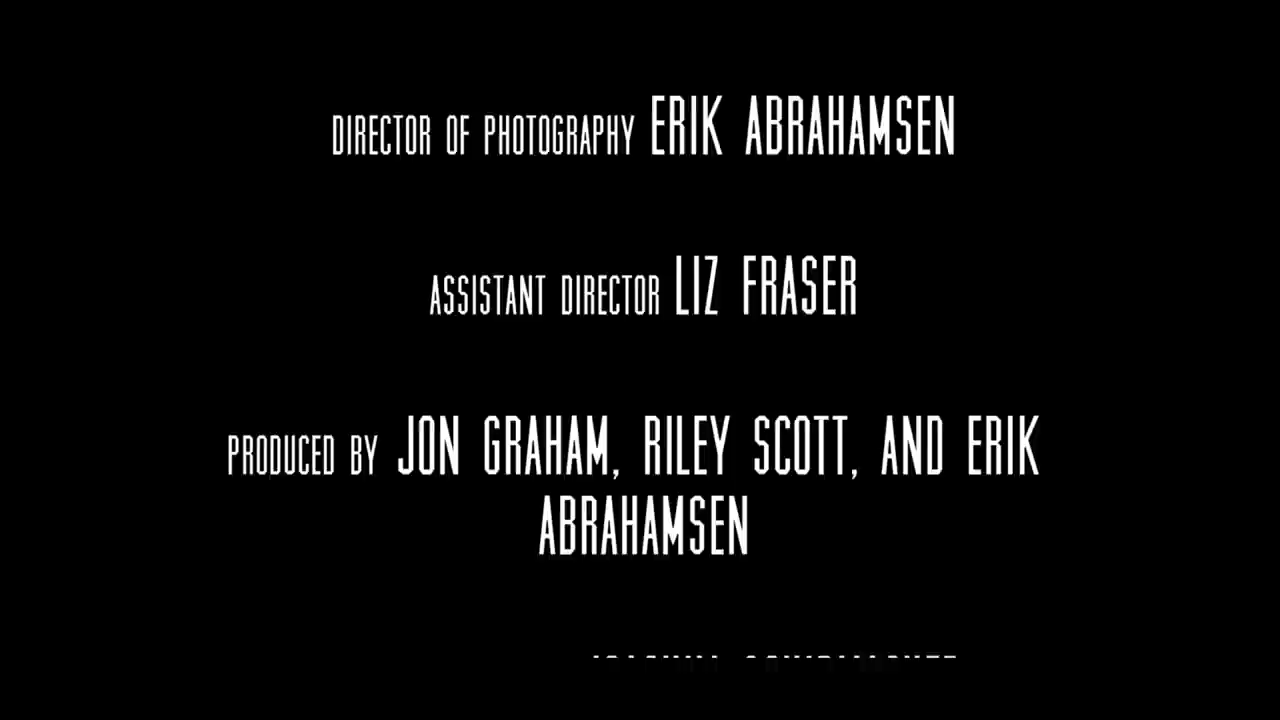 DIRECTOR OF PHOTOGRAPHY ERIK ABRAHAMSEN
ASSISTANT DIRECTOR LIZ FRASER
PRODUCED BY JON GRAHAM, RILEY SCOTT, AND ERIK
ABRAHAMSEN